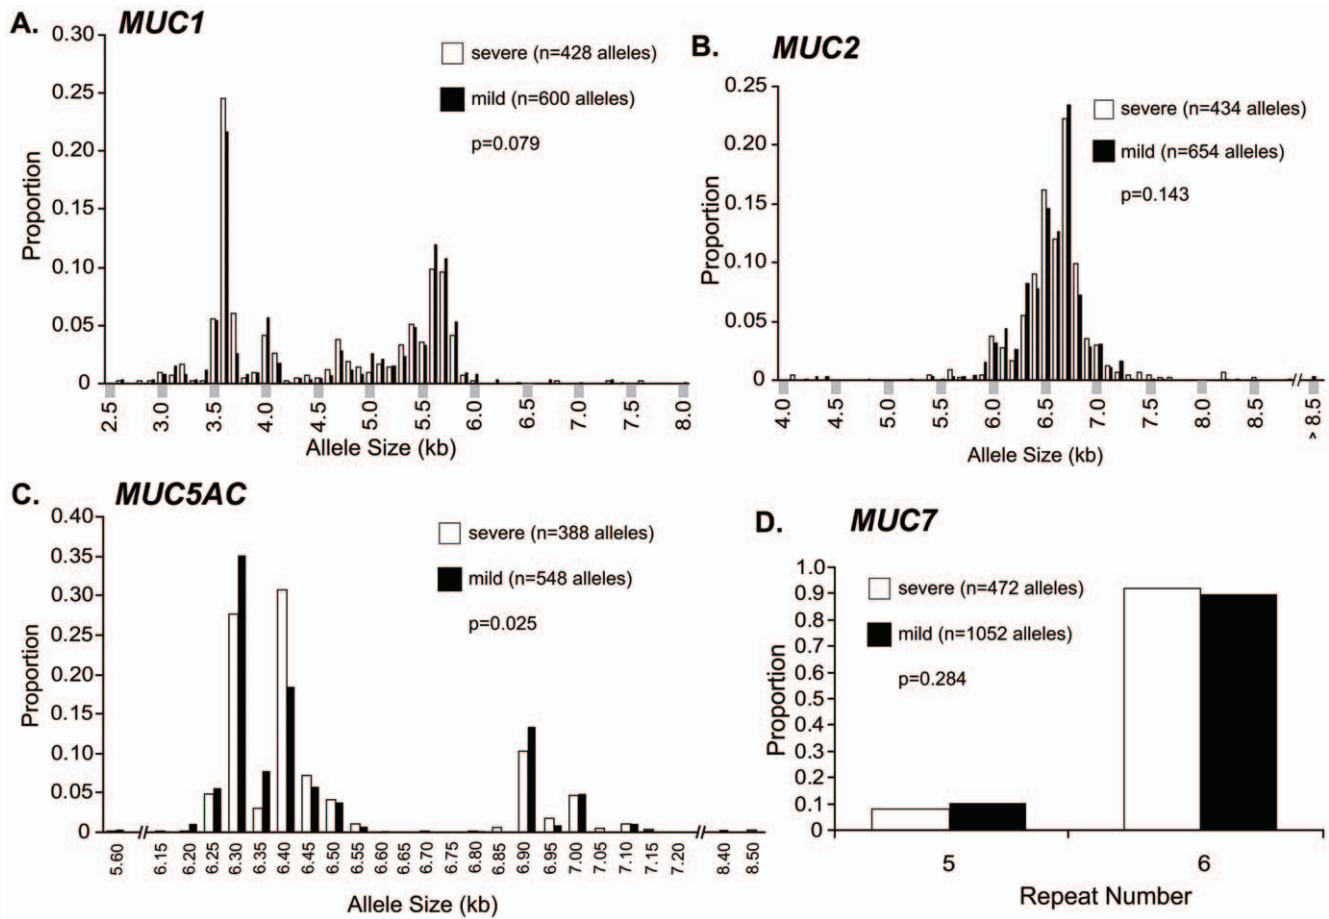 A. MUC1
0.30
0.25
0.20
0.15
0.10
0.05
0
Proportion
severe (n=428 alleles)
mild (n=600 alleles)
p=0.079
2.5 3.0 3.5 4.0 4.5 5.0 5.5 6.0 6.5 7.0 7.5 8.0
Allele Size (kb)
B. MUC2
0.25
0.20
0.15
0.10
0.05
0
Proportion
severe (n=434 alleles)
mild (n=654 alleles)
p=0.143
4.0 4.5 5.0 5.5 6.0 6.5 7.0 7.5 8.0 8.5 > 8.5
Allele Size (kb)
C. MUC5AC
0.40
0.35
0.30
0.25
0.20
0.15
0.10
0.05
0
Proportion
severe (n=388 alleles)
mild (n=548 alleles)
p=0.025
5.60 6.15 6.20 6.25 6.30 6.35 6.40 6.45 6.50 6.55 6.60 6.65 6.70 6.75 6.80 6.85 6.90 6.95 7.00 7.05 7.10 7.15 7.20 8.40 8.50
Allele Size (kb)
D. MUC7
1.0
0.9
0.8
0.7
0.6
0.5
0.4
0.3
0.2
0.1
0
Proportion
severe (n=472 alleles)
mild (n=1052 alleles)
p=0.284
5 6
Repeat Number